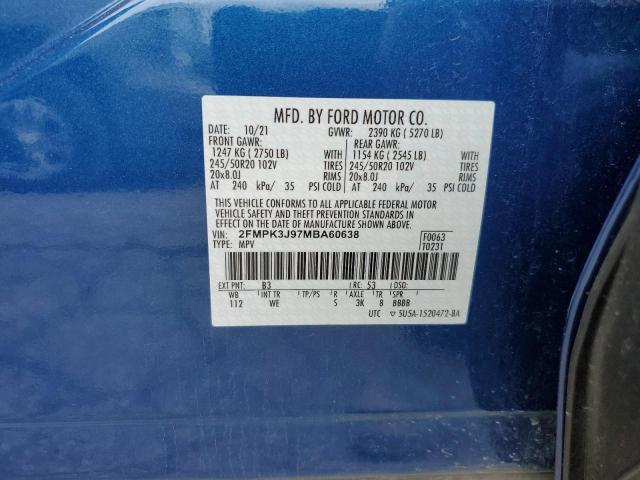 MFD. BY FORD MOTOR CO.
DATE: 10/21 GVWR: 2390 KG ( 5270 LB)
FRONT GAWR: REAR GAWR:
1247 KG ( 2750 LB) WITH 1154 KG ( 2545 LB) WITH
245/50R20 102V TIRES 245/50R20 102V TIRES
20x8.0J RIMS 20x8.0J RIMS
AT 240 kPa/ 35 PSI COLD AT 240 kPa/ 35 PSI COLD
THIS VEHICLE CONFORMS TO ALL APPLICABLE FEDERAL MOTOR
VEHICLE SAFETY AND THEFT PREVENTION STANDARDS IN
EFFECT ON THE DATE OF MANUFACTURE SHOWN ABOVE.
VIN: 2FMPK3J97MBA60638 F0063
TYPE: MPV T0231
EXT PNT: B3 RC: 53 DSO:
WB INT TR TP/PS R AXLE TR SPR
112 WE S 3K B BBBB
UTC ▽ 5U5A-1520472-BA